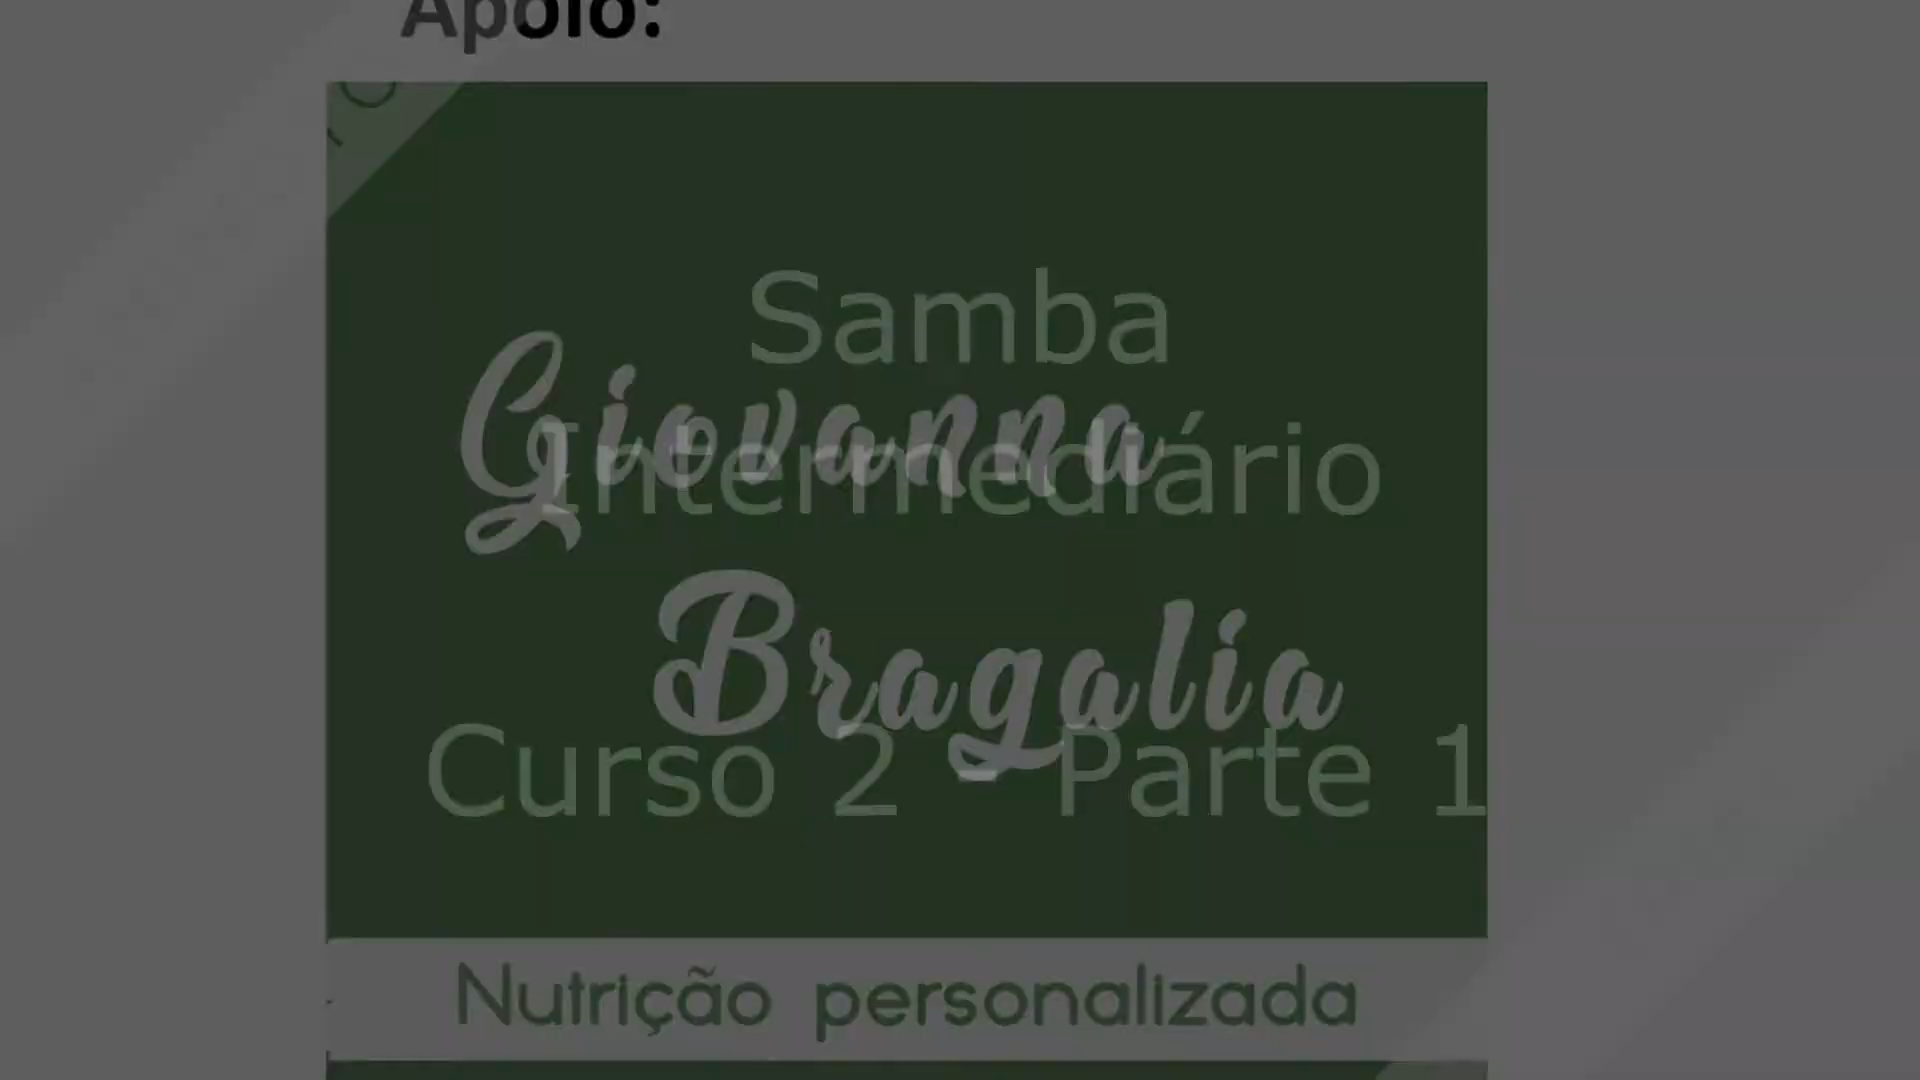 Apoio:
Samba
Giovanna
Intermediário
Bragalia
Curso 2 - Parte 1
Nutrição personalizada